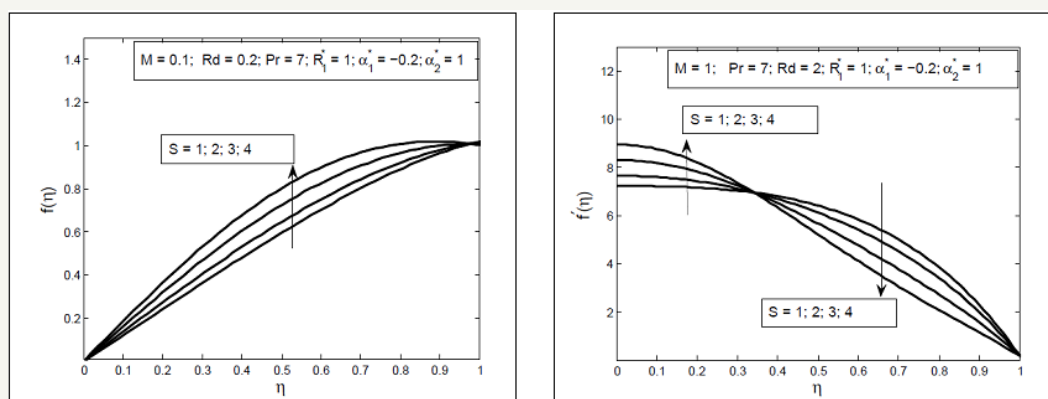 M = 0.1; Rd = 0.2; Pr = 7; R₁* = 1; α₁* = −0.2; α₂* = 1
S = 1; 2; 3; 4
f(η)
1.4
1.2
1
0.8
0.6
0.4
0.2
0 0.1 0.2 0.3 0.4 0.5 0.6 0.7 0.8 0.9 1
η
M = 1; Pr = 7; Rd = 2; R₁* = 1; α₁* = −0.2; α₂* = 1
S = 1; 2; 3; 4
f′(η)
12
10
8
6
4
2
S = 1; 2; 3; 4
0 0.1 0.2 0.3 0.4 0.5 0.6 0.7 0.8 0.9 1
η